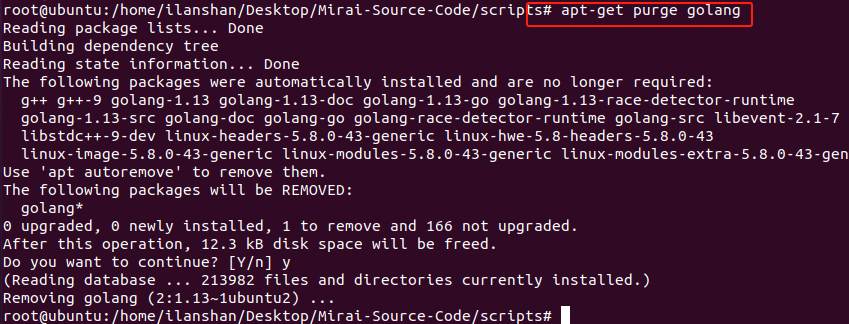 root@ubuntu:/home/ilanshan/Desktop/Mirai-Source-Code/scripts# apt-get purge golang
Reading package lists... Done
Building dependency tree
Reading state information... Done
The following packages were automatically installed and are no longer required:
  g++ g++-9 golang-1.13 golang-1.13-doc golang-1.13-go golang-1.13-race-detector-runtime
  golang-1.13-src golang-doc golang-go golang-race-detector-runtime golang-src libevent-2.1-7
  libstdc++-9-dev linux-headers-5.8.0-43-generic linux-hwe-5.8-headers-5.8.0-43
  linux-image-5.8.0-43-generic linux-modules-5.8.0-43-generic linux-modules-extra-5.8.0-43-gen
Use 'apt autoremove' to remove them.
The following packages will be REMOVED:
  golang*
0 upgraded, 0 newly installed, 1 to remove and 166 not upgraded.
After this operation, 12.3 kB disk space will be freed.
Do you want to continue? [Y/n] y
(Reading database ... 213982 files and directories currently installed.)
Removing golang (2:1.13~1ubuntu2) ...
root@ubuntu:/home/ilanshan/Desktop/Mirai-Source-Code/scripts#